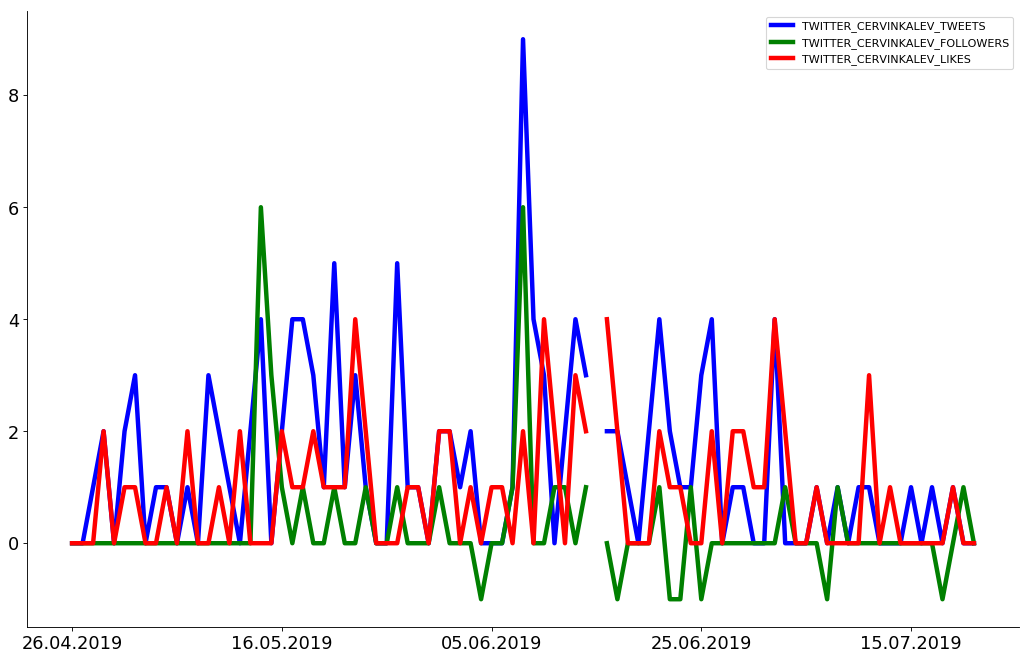 TWITTER_CERVINKALEV_TWEETS
TWITTER_CERVINKALEV_FOLLOWERS
TWITTER_CERVINKALEV_LIKES
8
6
4
2
0
26.04.2019 16.05.2019 05.06.2019 25.06.2019 15.07.2019